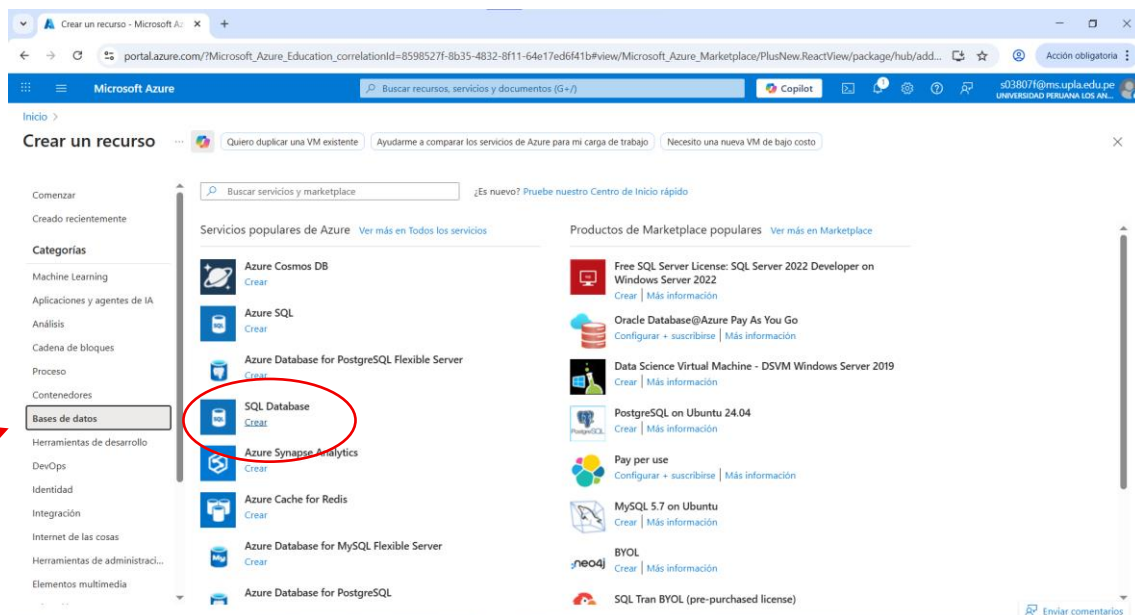 Crear un recurso - Microsoft Az
portal.azure.com/?Microsoft_Azure_Education_correlationId=8598527f-8b35-4832-8f11-64e17ed6f41b#view/Microsoft_Azure_Marketplace/PlusNew.ReactView/package/hub/add...
Acción obligatoria
Microsoft Azure
Buscar recursos, servicios y documentos (G+/)
Copilot
s03807f@ms.upla.edu.pe
UNIVERSIDAD PERUANA LOS AN...
Inicio >
Crear un recurso ...
Quiero duplicar una VM existente
Ayudarme a comparar los servicios de Azure para mi carga de trabajo
Necesito una nueva VM de bajo costo
Comenzar
Creado recientemente
Categorías
Machine Learning
Aplicaciones y agentes de IA
Análisis
Cadena de bloques
Proceso
Contenedores
Bases de datos
Herramientas de desarrollo
DevOps
Identidad
Integración
Internet de las cosas
Herramientas de administraci...
Elementos multimedia
Buscar servicios y marketplace
¿Es nuevo? Pruebe nuestro Centro de Inicio rápido
Servicios populares de Azure Ver más en Todos los servicios
Azure Cosmos DB
Crear
SQL
Azure SQL
Crear
Azure Database for PostgreSQL Flexible Server
Crear
SQL
SQL Database
Crear
Azure Synapse Analytics
Crear
Azure Cache for Redis
Crear
My
Azure Database for MySQL Flexible Server
Crear
Azure Database for PostgreSQL
Productos de Marketplace populares Ver más en Marketplace
Free SQL Server License: SQL Server 2022 Developer on
Windows Server 2022
Crear | Más información
Oracle Database@Azure Pay As You Go
Configurar + suscribirse | Más información
Data Science Virtual Machine - DSVM Windows Server 2019
Crear | Más información
PostgreSQL
PostgreSQL on Ubuntu 24.04
Crear | Más información
Pay per use
Configurar + suscribirse | Más información
MySQL 5.7 on Ubuntu
Crear | Más información
neo4j
BYOL
Crear | Más información
SQL Tran BYOL (pre-purchased license)
Enviar comentarios